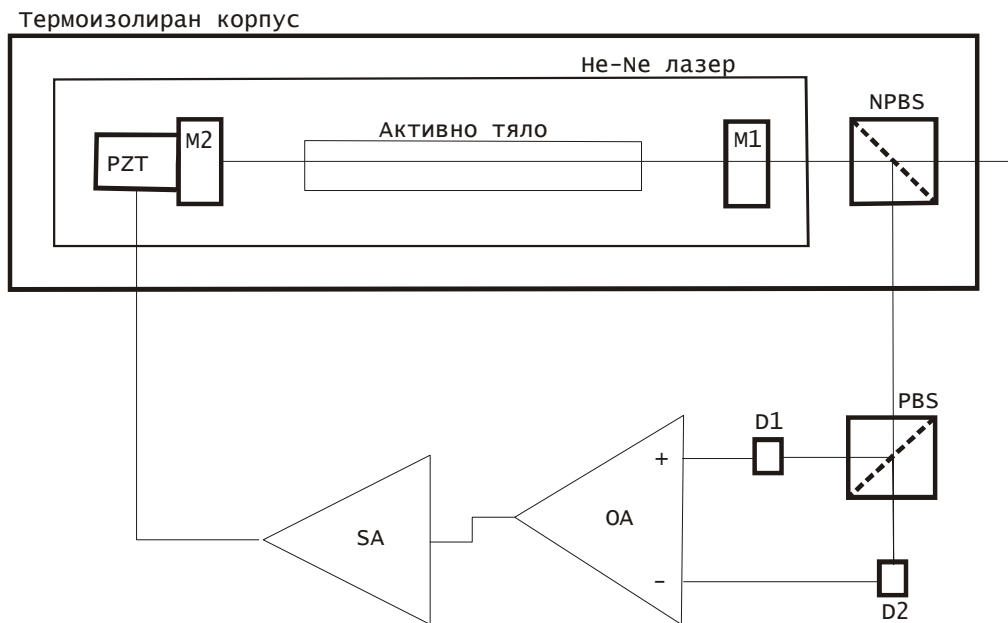 Термоизолиран корпус
He-Ne лазер
NPBS
M2
Активно тяло
M1
PZT
PBS
D1
+
OA
SA
-
D2